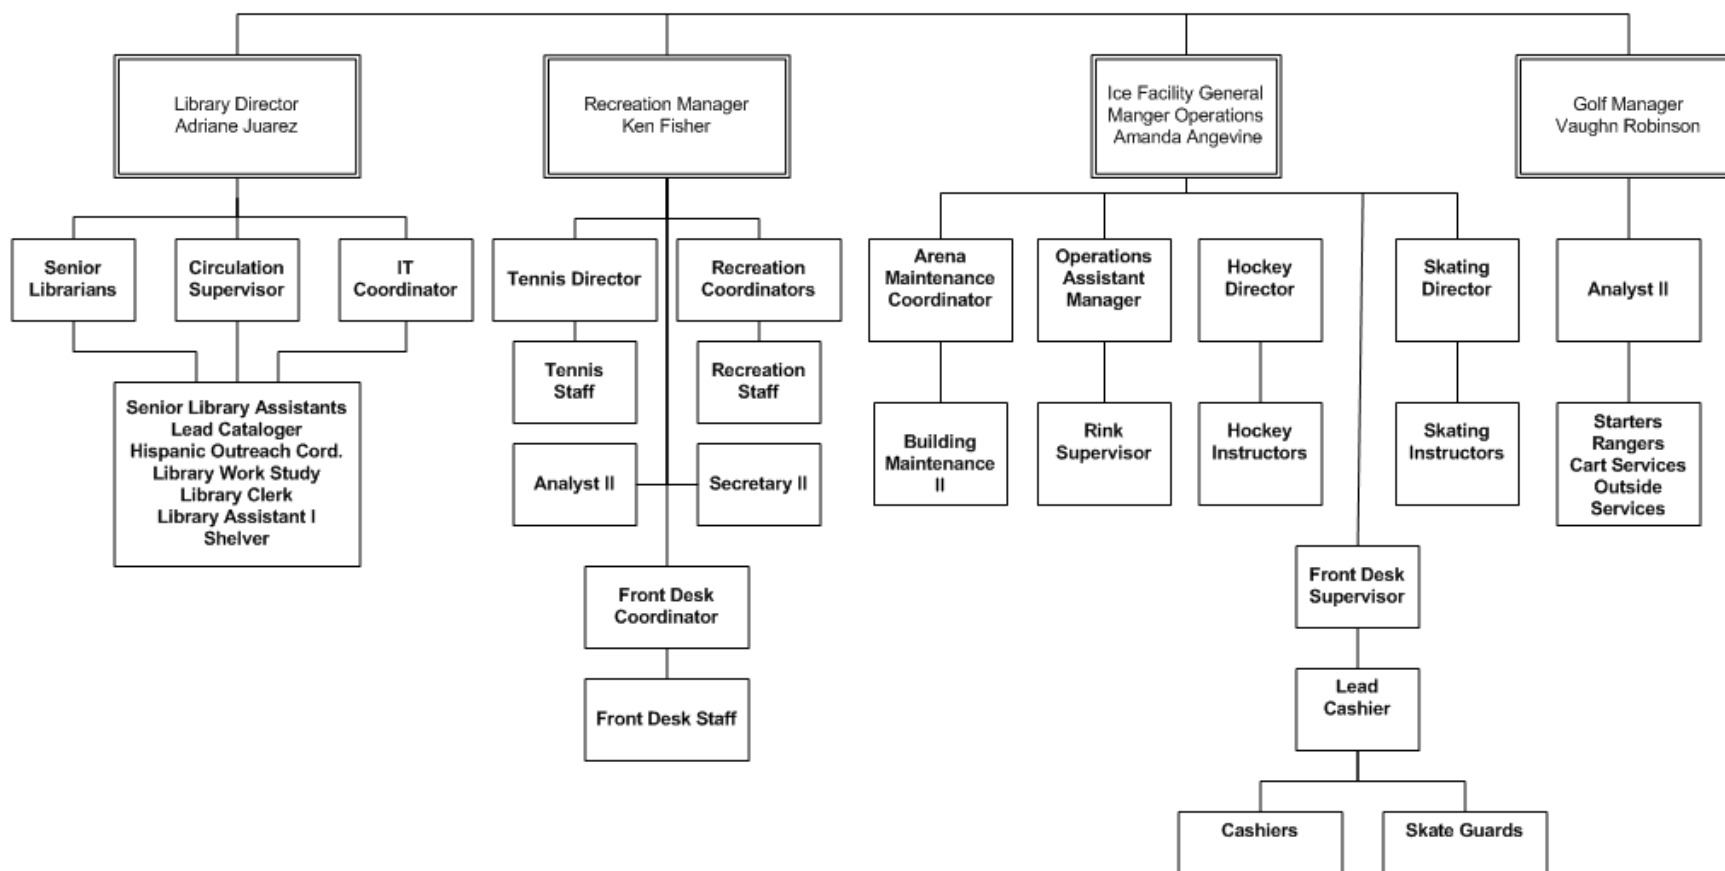 Library Director
Adriane Juarez
Recreation Manager
Ken Fisher
Ice Facility General
Manger Operations
Amanda Angevine
Golf Manager
Vaughn Robinson
Senior
Librarians
Circulation
Supervisor
IT
Coordinator
Tennis Director
Recreation
Coordinators
Arena
Maintenance
Coordinator
Operations
Assistant
Manager
Hockey
Director
Skating
Director
Analyst II
Tennis
Staff
Recreation
Staff
Senior Library Assistants
Lead Cataloger
Hispanic Outreach Cord.
Library Work Study
Library Clerk
Library Assistant I
Shelver
Analyst II
Secretary II
Building
Maintenance
II
Rink
Supervisor
Hockey
Instructors
Skating
Instructors
Starters
Rangers
Cart Services
Outside
Services
Front Desk
Coordinator
Front Desk
Supervisor
Front Desk Staff
Lead
Cashier
Cashiers
Skate Guards